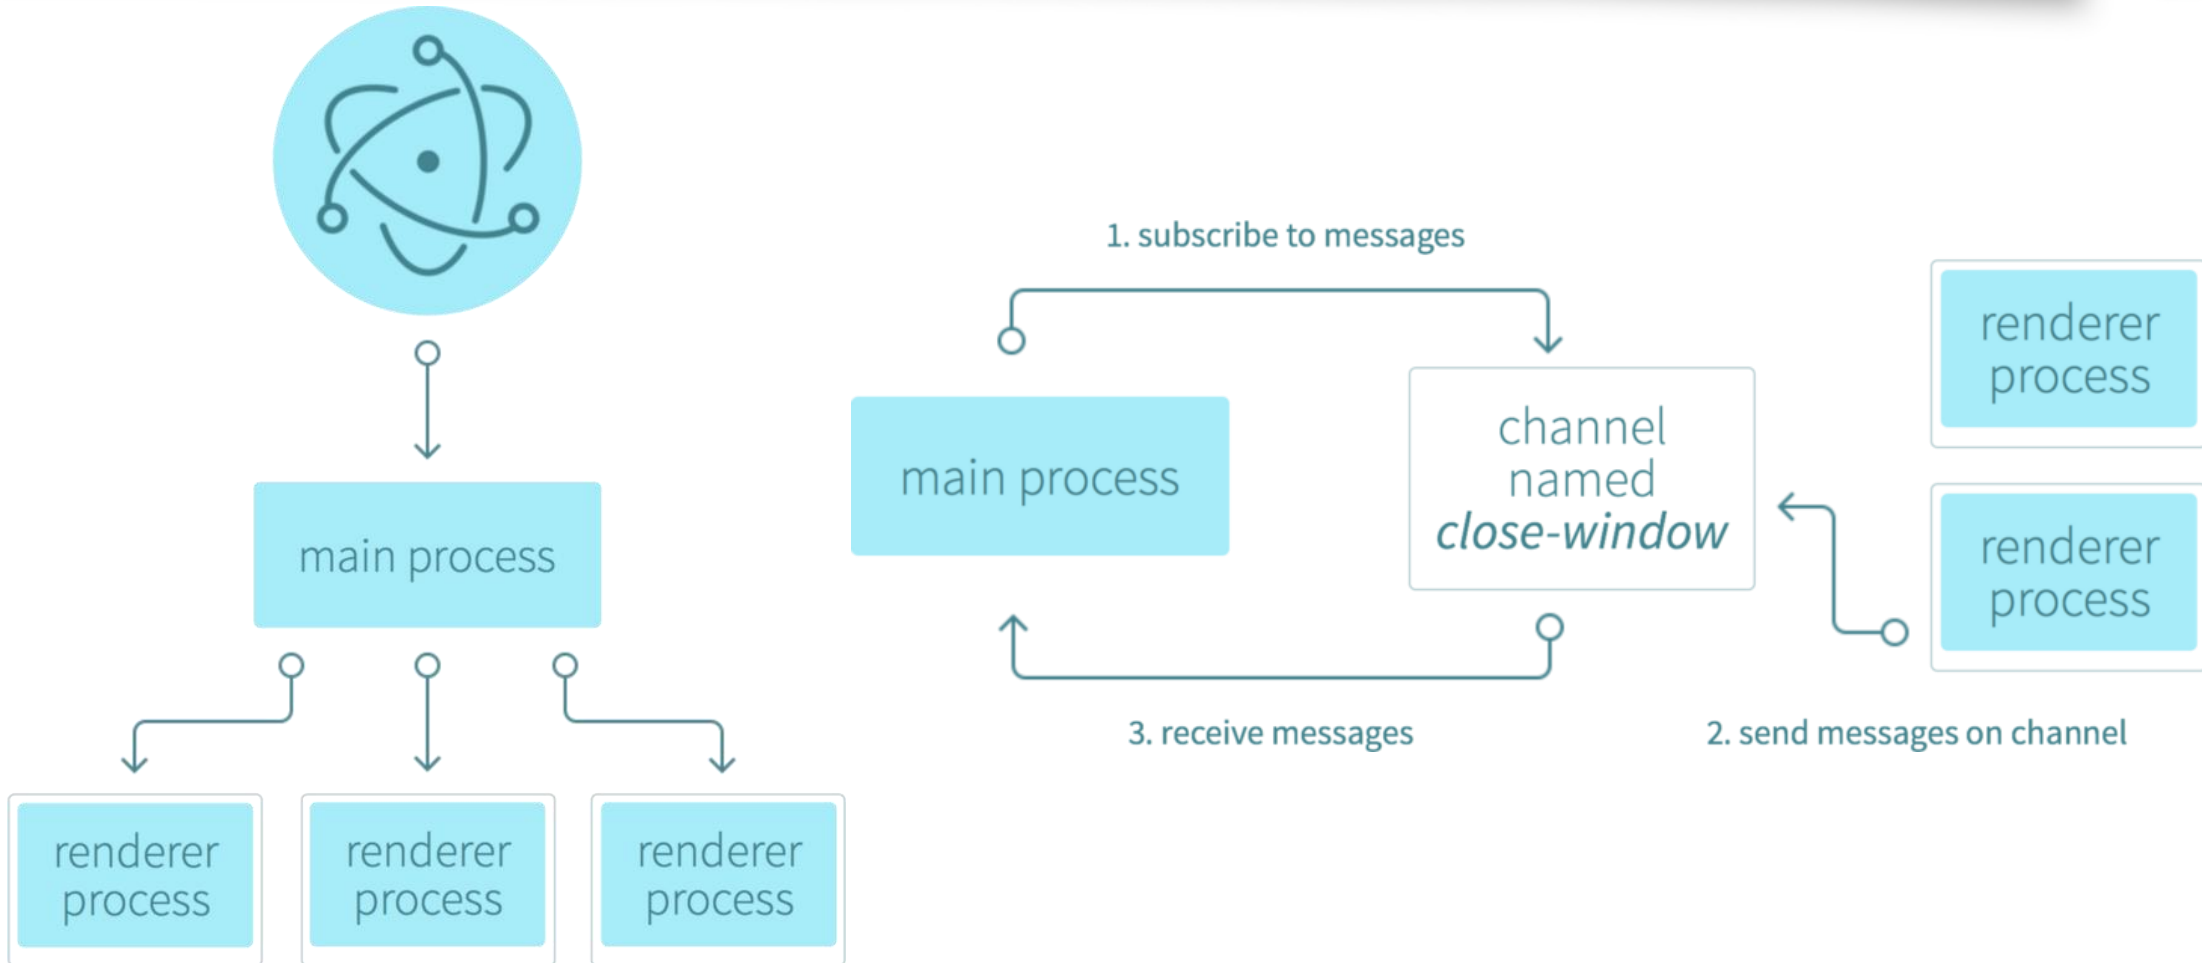 main process
renderer
process
renderer
process
renderer
process
1. subscribe to messages
main process
channel
named
close-window
renderer
process
renderer
process
3. receive messages
2. send messages on channel